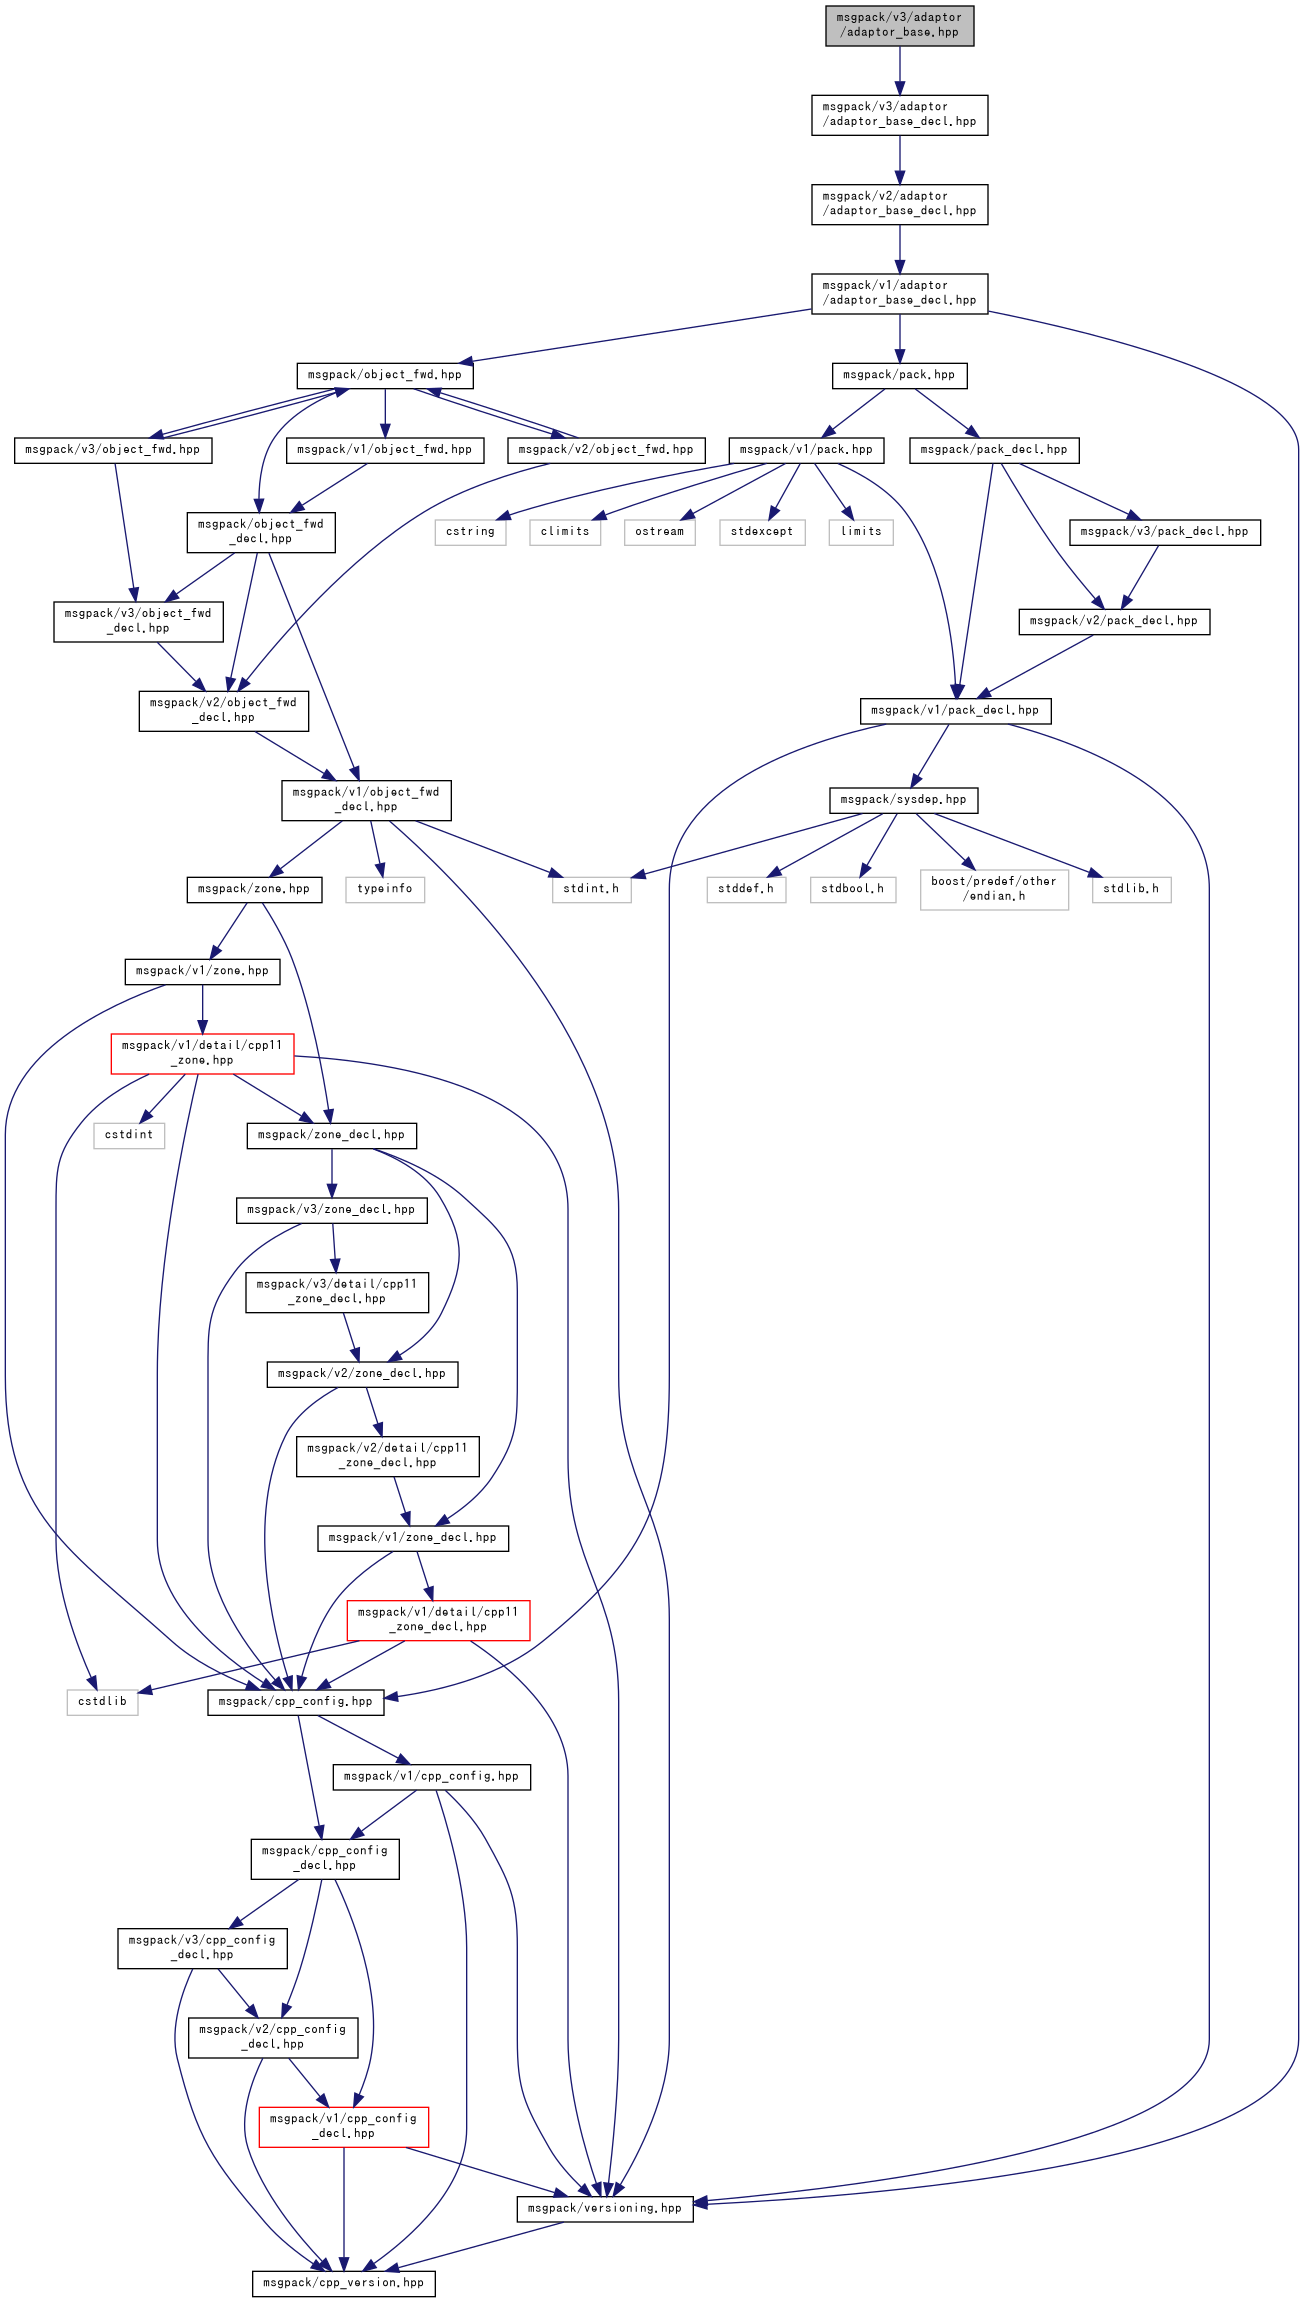 msgpack/v3/adaptor
/adaptor_base.hpp
msgpack/v3/adaptor
/adaptor_base_decl.hpp
msgpack/v2/adaptor
/adaptor_base_decl.hpp
msgpack/v1/adaptor
/adaptor_base_decl.hpp
msgpack/object_fwd.hpp
msgpack/pack.hpp
msgpack/v3/object_fwd.hpp
msgpack/v1/object_fwd.hpp
msgpack/v2/object_fwd.hpp
msgpack/v1/pack.hpp
msgpack/pack_decl.hpp
msgpack/object_fwd
_decl.hpp
cstring
climits
ostream
stdexcept
limits
msgpack/v3/pack_decl.hpp
msgpack/v3/object_fwd
_decl.hpp
msgpack/v2/pack_decl.hpp
msgpack/v2/object_fwd
_decl.hpp
msgpack/v1/pack_decl.hpp
msgpack/v1/object_fwd
_decl.hpp
msgpack/sysdep.hpp
msgpack/zone.hpp
typeinfo
stdint.h
stddef.h
stdbool.h
boost/predef/other
/endian.h
stdlib.h
msgpack/v1/zone.hpp
msgpack/v1/detail/cpp11
_zone.hpp
cstdint
msgpack/zone_decl.hpp
msgpack/v3/zone_decl.hpp
msgpack/v3/detail/cpp11
_zone_decl.hpp
msgpack/v2/zone_decl.hpp
msgpack/v2/detail/cpp11
_zone_decl.hpp
msgpack/v1/zone_decl.hpp
msgpack/v1/detail/cpp11
_zone_decl.hpp
cstdlib
msgpack/cpp_config.hpp
msgpack/v1/cpp_config.hpp
msgpack/cpp_config
_decl.hpp
msgpack/v3/cpp_config
_decl.hpp
msgpack/v2/cpp_config
_decl.hpp
msgpack/v1/cpp_config
_decl.hpp
msgpack/versioning.hpp
msgpack/cpp_version.hpp